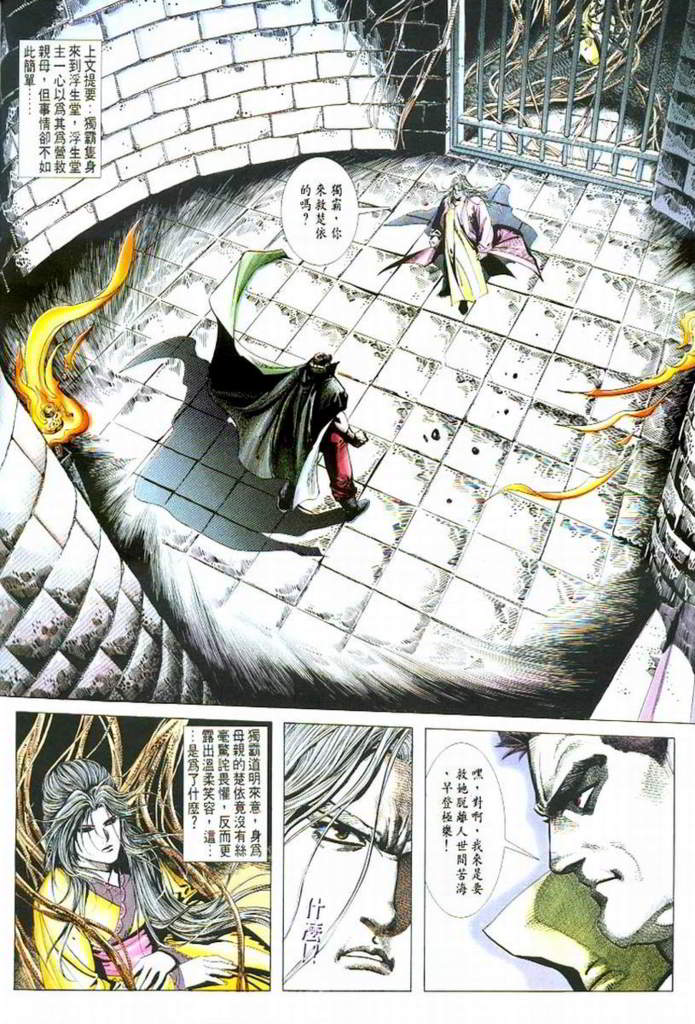 上文提要：獨霸隻身
來到浮生堂，浮生堂
主一心以爲其爲營救
親母，但事情卻不如
此簡單……
獨霸，你
來救楚依
的嗎？
嘿，對啊，我來是要
救她脫離人世間苦海
，早登極樂！
什麼⁉
獨霸道明來意，身爲
母親的楚依竟沒有絲
毫驚詫畏懼，反而更
露出溫柔笑容，這…
…是爲了什麼？